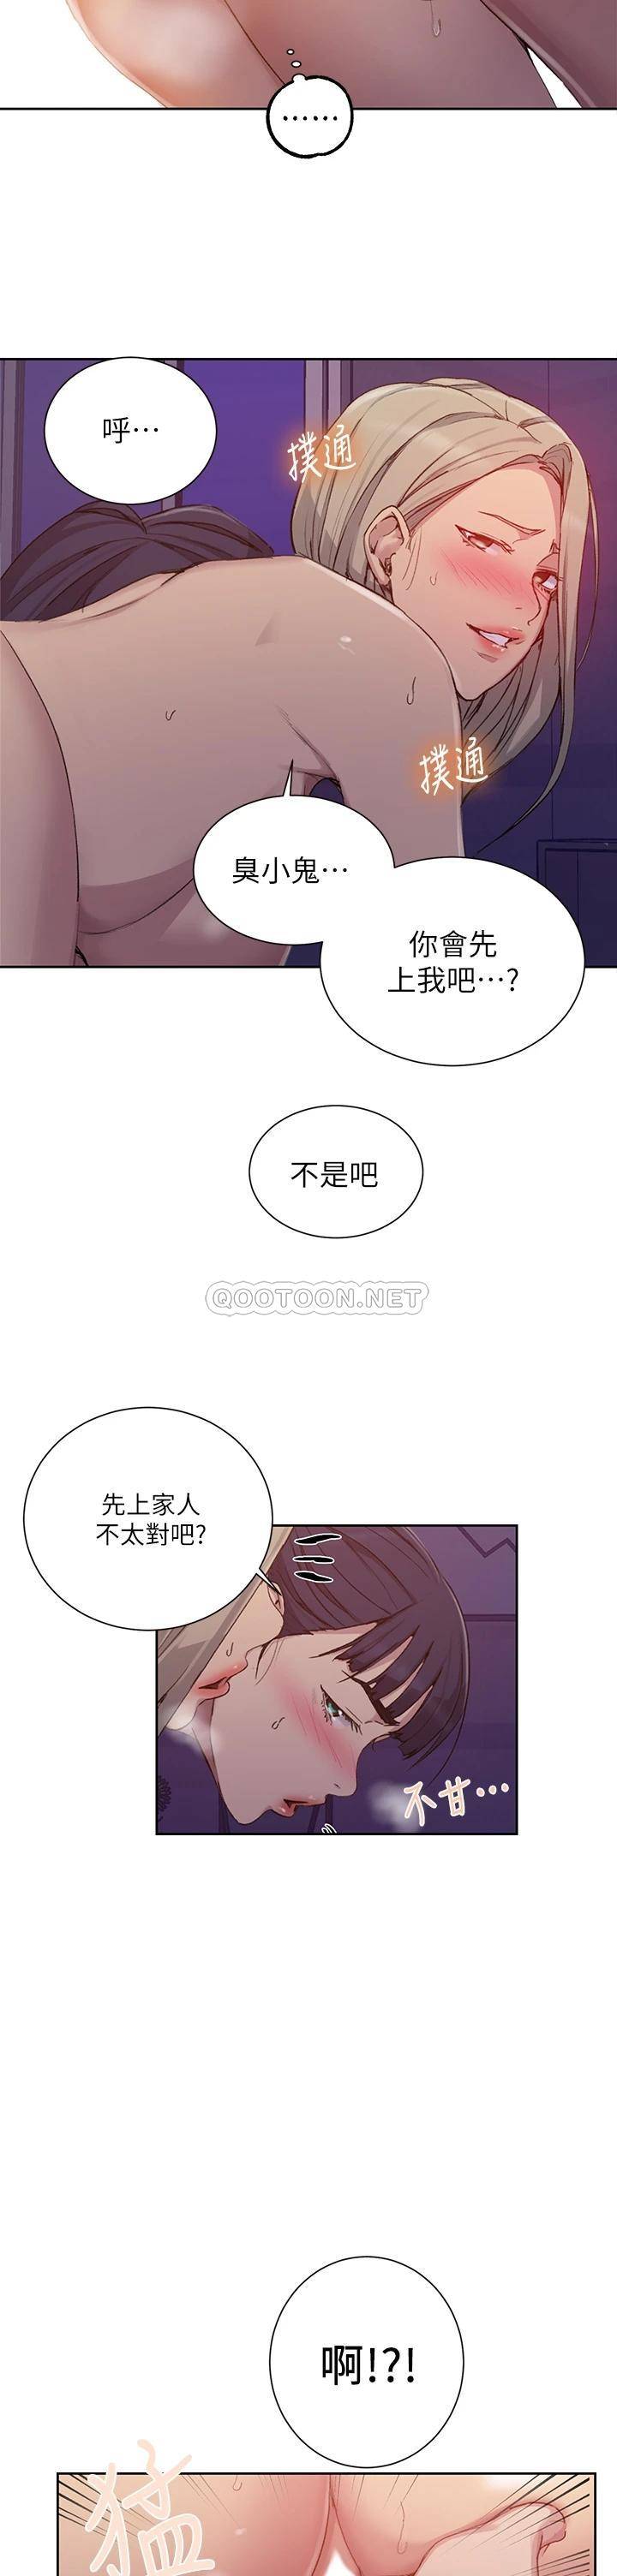 ……
呼…
撲通
撲通
臭小鬼…
你會先
上我吧…?
不是吧
QOOTOON.NET
先上家人
不太對吧?
不甘…
啊!?!
猛